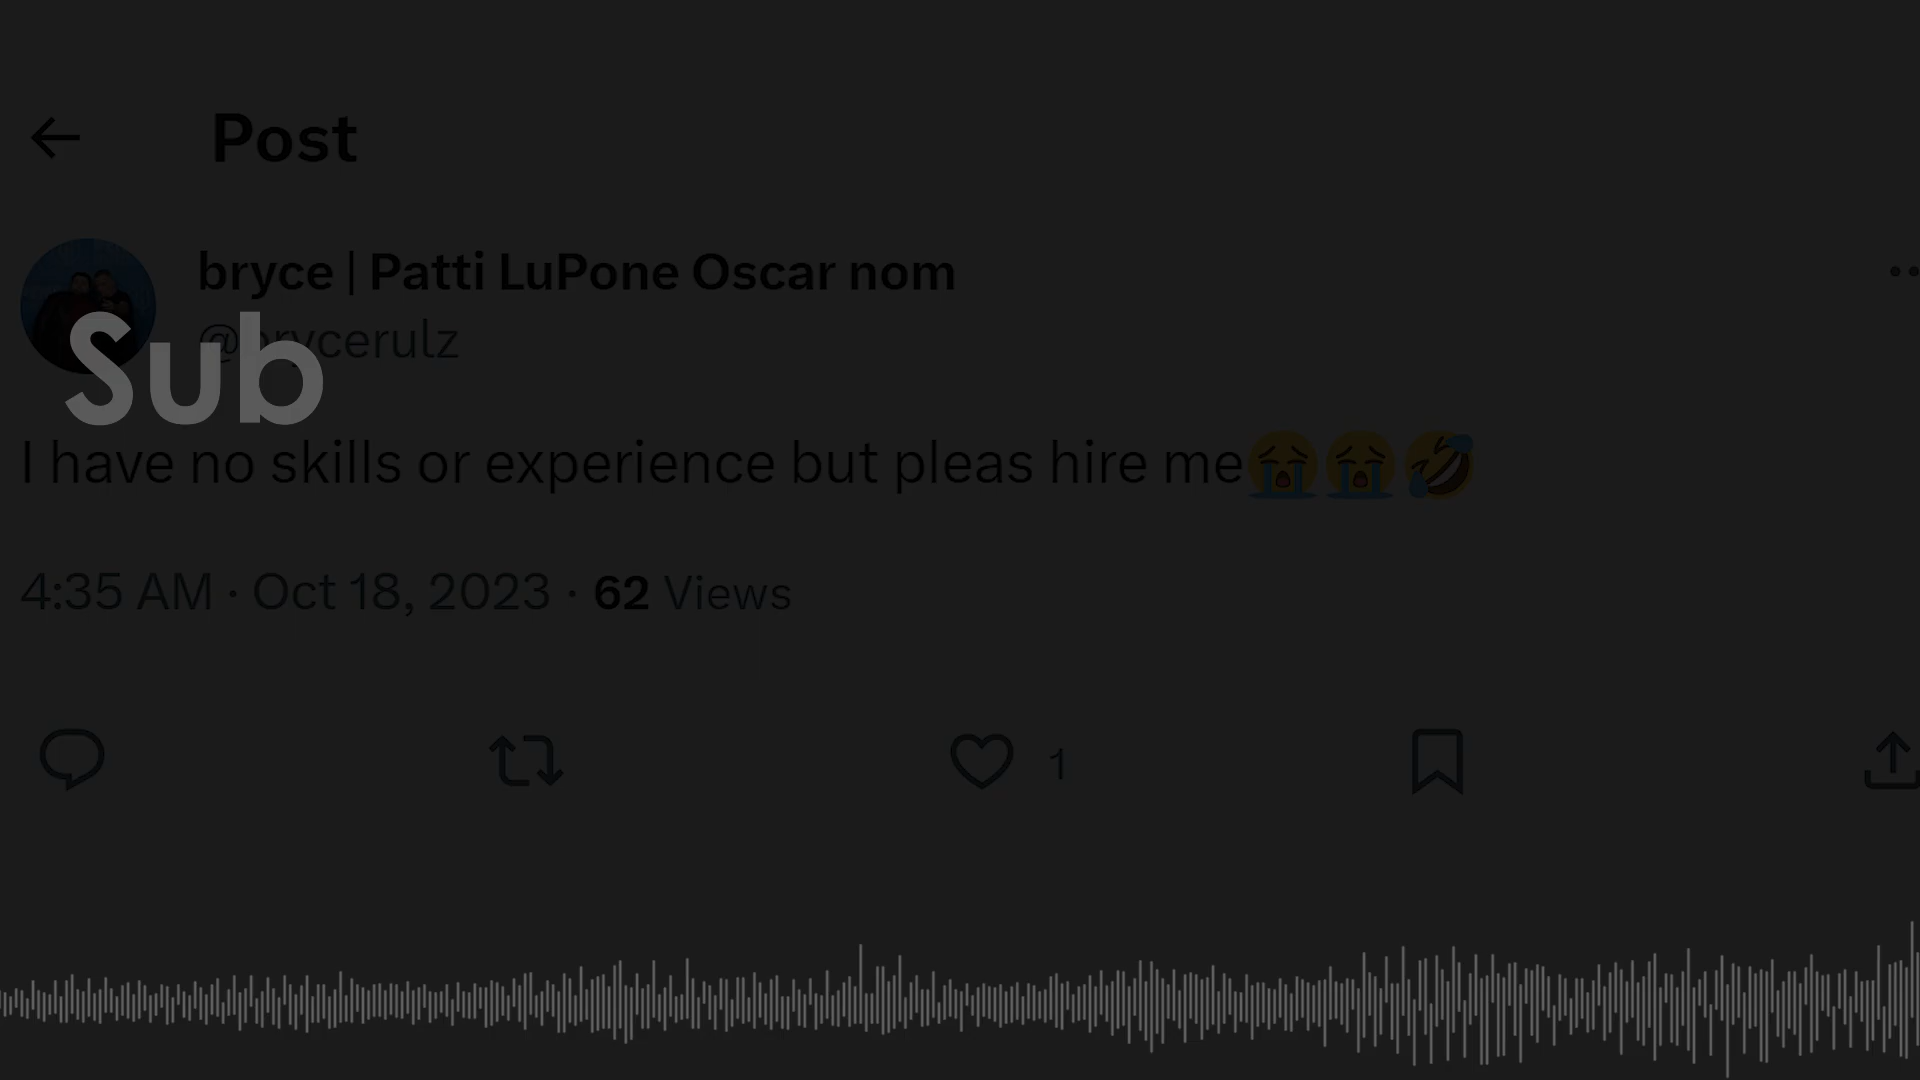 Post
bryce | Patti LuPone Oscar nom
@brycerulz
Sub
I have no skills or experience but pleas hire me😭😭🤣
4:35 AM · Oct 18, 2023 · 62 Views
1